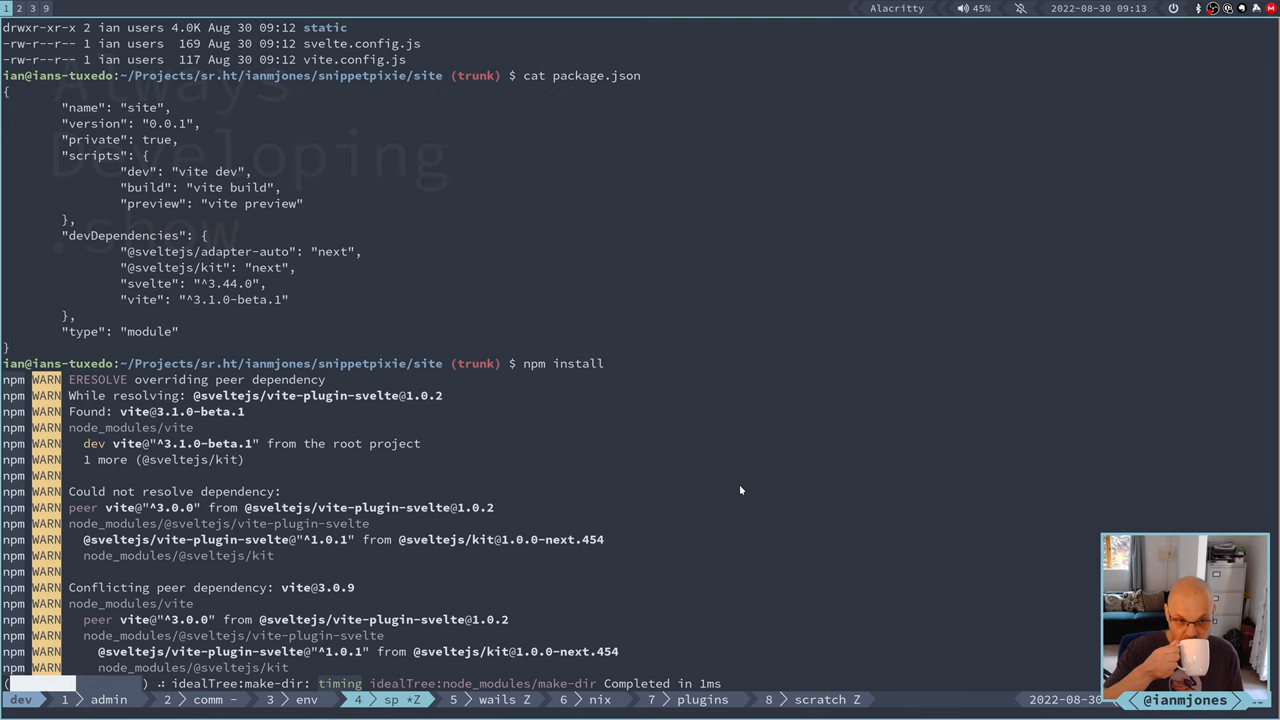 1 2 3 9 Alacritty 45% 2022-08-30 09:13
drwxr-xr-x 2 ian users 4.0K Aug 30 09:12 static
-rw-r--r-- 1 ian users 169 Aug 30 09:12 svelte.config.js
-rw-r--r-- 1 ian users 117 Aug 30 09:12 vite.config.js
ian@ians-tuxedo:~/Projects/sr.ht/ianmjones/snippetpixie/site (trunk) $ cat package.json
Always
Developing
.show
{
"name": "site",
"version": "0.0.1",
"private": true,
"scripts": {
"dev": "vite dev",
"build": "vite build",
"preview": "vite preview"
},
"devDependencies": {
"@sveltejs/adapter-auto": "next",
"@sveltejs/kit": "next",
"svelte": "^3.44.0",
"vite": "^3.1.0-beta.1"
},
"type": "module"
}
ian@ians-tuxedo:~/Projects/sr.ht/ianmjones/snippetpixie/site (trunk) $ npm install
npm WARN ERESOLVE overriding peer dependency
npm WARN While resolving: @sveltejs/vite-plugin-svelte@1.0.2
npm WARN Found: vite@3.1.0-beta.1
npm WARN node_modules/vite
npm WARN dev vite@"^3.1.0-beta.1" from the root project
npm WARN 1 more (@sveltejs/kit)
npm WARN
npm WARN Could not resolve dependency:
npm WARN peer vite@"^3.0.0" from @sveltejs/vite-plugin-svelte@1.0.2
npm WARN node_modules/@sveltejs/vite-plugin-svelte
npm WARN @sveltejs/vite-plugin-svelte@"^1.0.1" from @sveltejs/kit@1.0.0-next.454
npm WARN node_modules/@sveltejs/kit
npm WARN
npm WARN Conflicting peer dependency: vite@3.0.9
npm WARN node_modules/vite
npm WARN peer vite@"^3.0.0" from @sveltejs/vite-plugin-svelte@1.0.2
npm WARN node_modules/@sveltejs/vite-plugin-svelte
npm WARN @sveltejs/vite-plugin-svelte@"^1.0.1" from @sveltejs/kit@1.0.0-next.454
npm WARN node_modules/@sveltejs/kit
( ) ⠴ idealTree:make-dir: timing idealTree:node_modules/make-dir Completed in 1ms
dev 1 admin 2 comm - 3 env 4 sp *Z 5 wails Z 6 nix 7 plugins 8 scratch Z 2022-08-30 @ianmjones